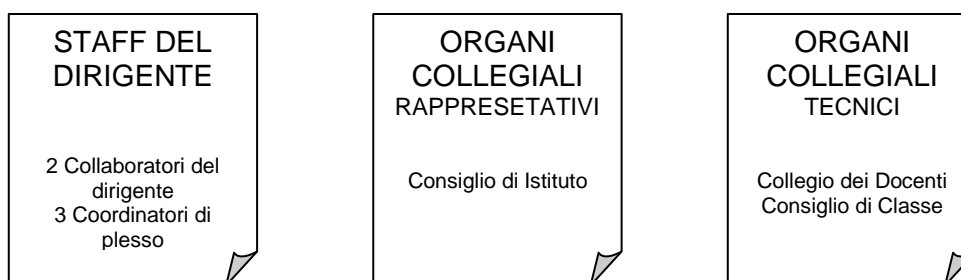 STAFF DEL
DIRIGENTE
2 Collaboratori del
dirigente
3 Coordinatori di
plesso
ORGANI
COLLEGIALI
RAPPRESETATIVI
Consiglio di Istituto
ORGANI
COLLEGIALI
TECNICI
Collegio dei Docenti
Consiglio di Classe